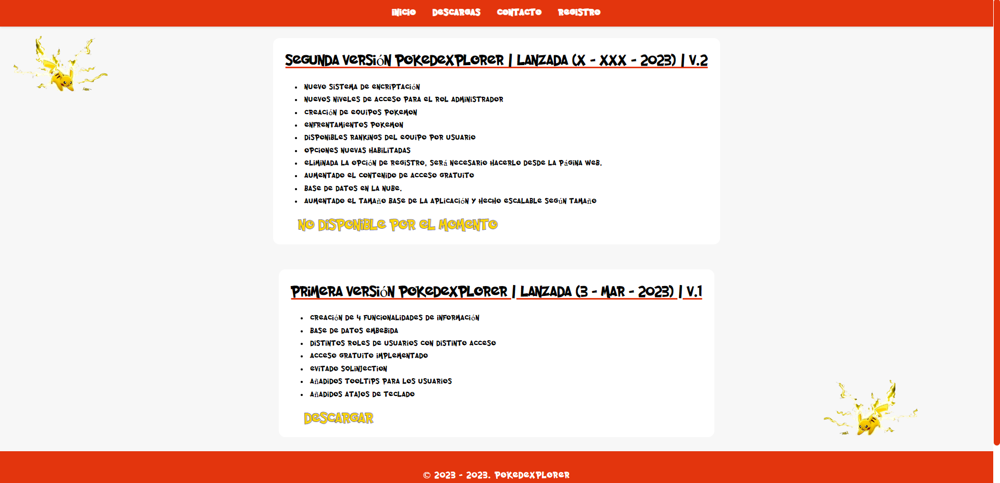 Inicio Descargas Contacto Registro
Segunda versión PokedeXplorer | Lanzada (X - XXX - 2023) | v.2
Nuevo sistema de encriptación
Nuevos niveles de acceso para el rol administrador
Creación de equipos pokemon
Enfrentamientos pokemon
Disponibles rankings del equipo por usuario
Opciones nuevas habilitadas
Eliminada la opción de registro, será necesario hacerlo desde la página web.
Aumentado el contenido de acceso gratuito
Base de datos en la nube.
Aumentado el tamaño base de la aplicación y hecho escalable según tamaño
No disponible por el momento
Primera versión PokedeXplorer | Lanzada (3 - Mar - 2023) | v.1
Creación de 4 funcionalidades de información
Base de datos embebida
Distintos roles de usuarios con distinto acceso
Acceso gratuito implementado
Evitado SQLInjection
Añadidos tooltips para los usuarios
Añadidos atajos de teclado
Descargar
© 2023 - 2023. PokedeXplorer